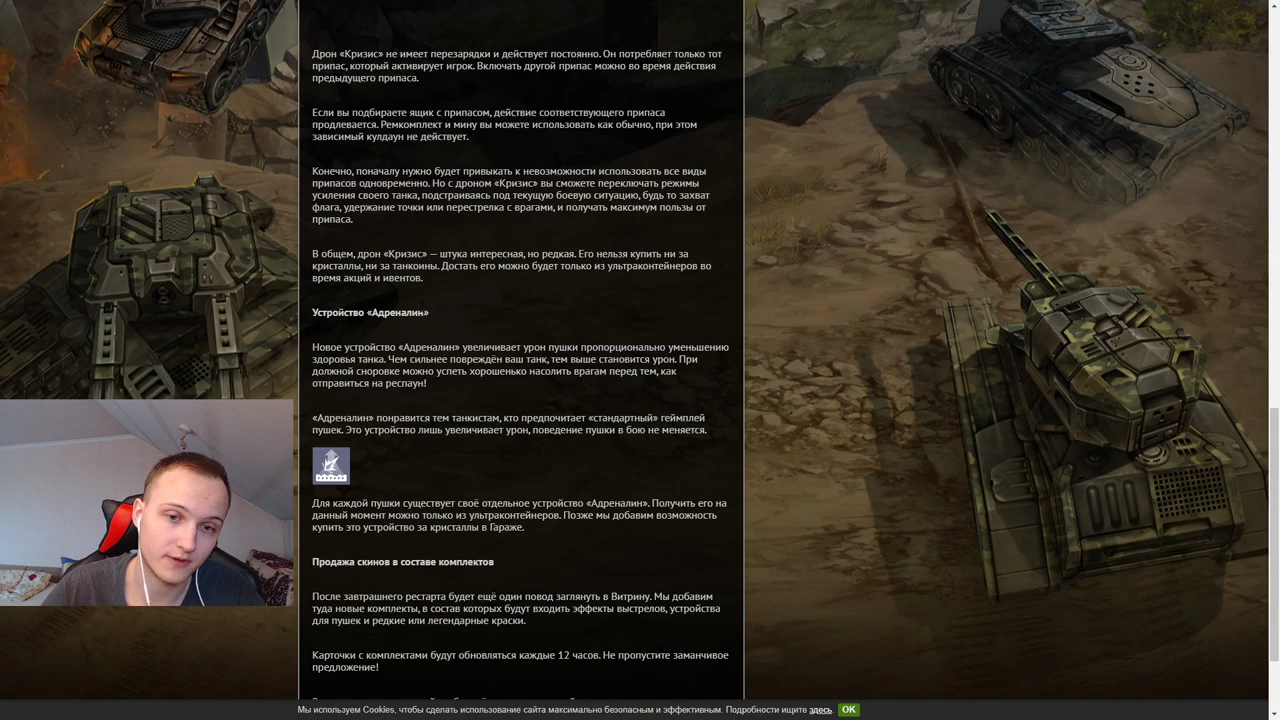 Дрон «Кризис» не имеет перезарядки и действует постоянно. Он потребляет только тот
припас, который активирует игрок. Включать другой припас можно во время действия
предыдущего припаса.
Если вы подбираете ящик с припасом, действие соответствующего припаса
продлевается. Ремкомплект и мину вы можете использовать как обычно, при этом
зависимый кулдаун не действует.
Конечно, поначалу нужно будет привыкать к невозможности использовать все виды
припасов одновременно. Но с дроном «Кризис» вы сможете переключать режимы
усиления своего танка, подстраиваясь под текущую боевую ситуацию, будь то захват
флага, удержание точки или перестрелка с врагами, и получать максимум пользы от
припаса.
В общем, дрон «Кризис» — штука интересная, но редкая. Его нельзя купить ни за
кристаллы, ни за танкоины. Достать его можно будет только из ультраконтейнеров во
время акций и ивентов.
Устройство «Адреналин»
Новое устройство «Адреналин» увеличивает урон пушки пропорционально уменьшению
здоровья танка. Чем сильнее повреждён ваш танк, тем выше становится урон. При
должной сноровке можно успеть хорошенько насолить врагам перед тем, как
отправиться на респаун!
«Адреналин» понравится тем танкистам, кто предпочитает «стандартный» геймплей
пушек. Это устройство лишь увеличивает урон, поведение пушки в бою не меняется.
Для каждой пушки существует своё отдельное устройство «Адреналин». Получить его на
данный момент можно только из ультраконтейнеров. Позже мы добавим возможность
купить это устройство за кристаллы в Гараже.
Продажа скинов в составе комплектов
После завтрашнего рестарта будет ещё один повод заглянуть в Витрину. Мы добавим
туда новые комплекты, в состав которых будут входить эффекты выстрелов, устройства
для пушек и редкие или легендарные краски.
Карточки с комплектами будут обновляться каждые 12 часов. Не пропустите заманчивое
предложение!
Мы используем Cookies, чтобы сделать использование сайта максимально безопасным и эффективным. Подробности ищите здесь. OK